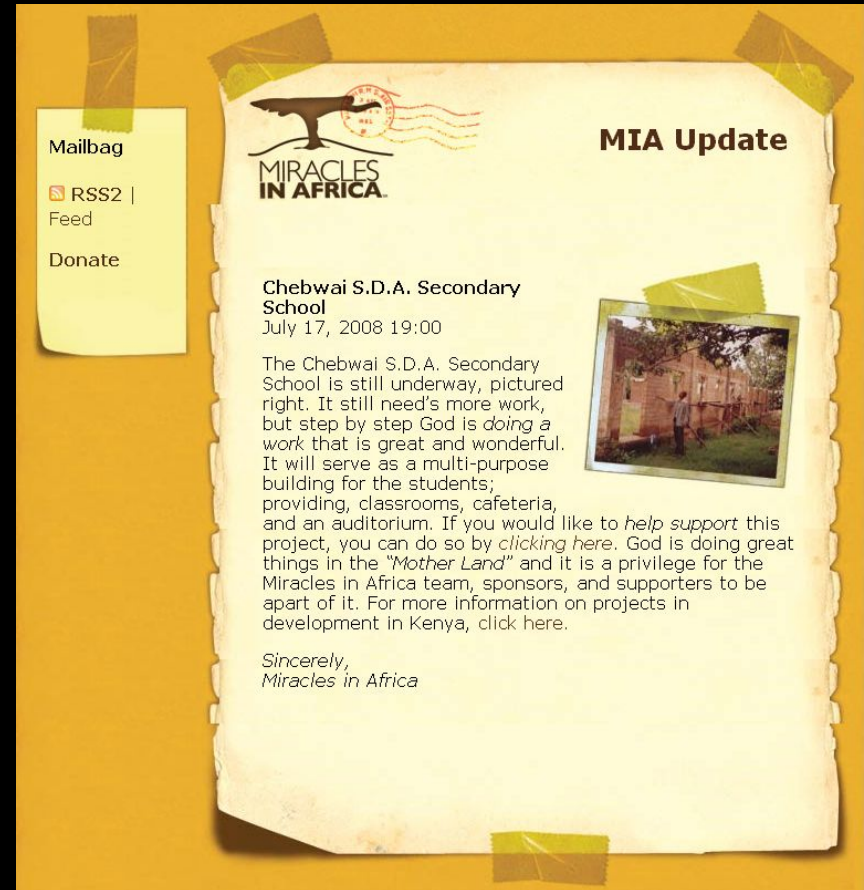 Mailbag
RSS2 |
Feed
Donate
MIRACLES
IN AFRICA
MIA Update
Chebwai S.D.A. Secondary
School
July 17, 2008 19:00
The Chebwai S.D.A. Secondary
School is still underway, pictured
right. It still need's more work,
but step by step God is doing a
work that is great and wonderful.
It will serve as a multi-purpose
building for the students;
providing, classrooms, cafeteria,
and an auditorium. If you would like to help support this
project, you can do so by clicking here. God is doing great
things in the "Mother Land" and it is a privilege for the
Miracles in Africa team, sponsors, and supporters to be
apart of it. For more information on projects in
development in Kenya, click here.
Sincerely,
Miracles in Africa